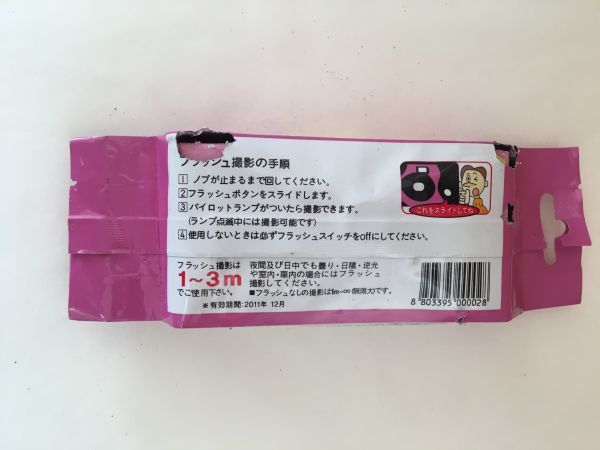 フラッシュ撮影の手順
1 ノブが止まるまで回してください。
2 フラッシュボタンをスライドします。
3 パイロットランプがついたら撮影できます。
(ランプ点滅中には撮影可能です)
4 使用しないときは必ずフラッシュスイッチをoffにしてください。
これをスライドしてね
フラッシュ撮影は
1〜3m
でご使用下さい。
夜間及び日中でも曇り・日陰・逆光
や室内・車内の場合にはフラッシュ
撮影してください。
■フラッシュなしの撮影は1m~∞(無限大)です。
※有効期間:2011年 12月
8 803395 000028